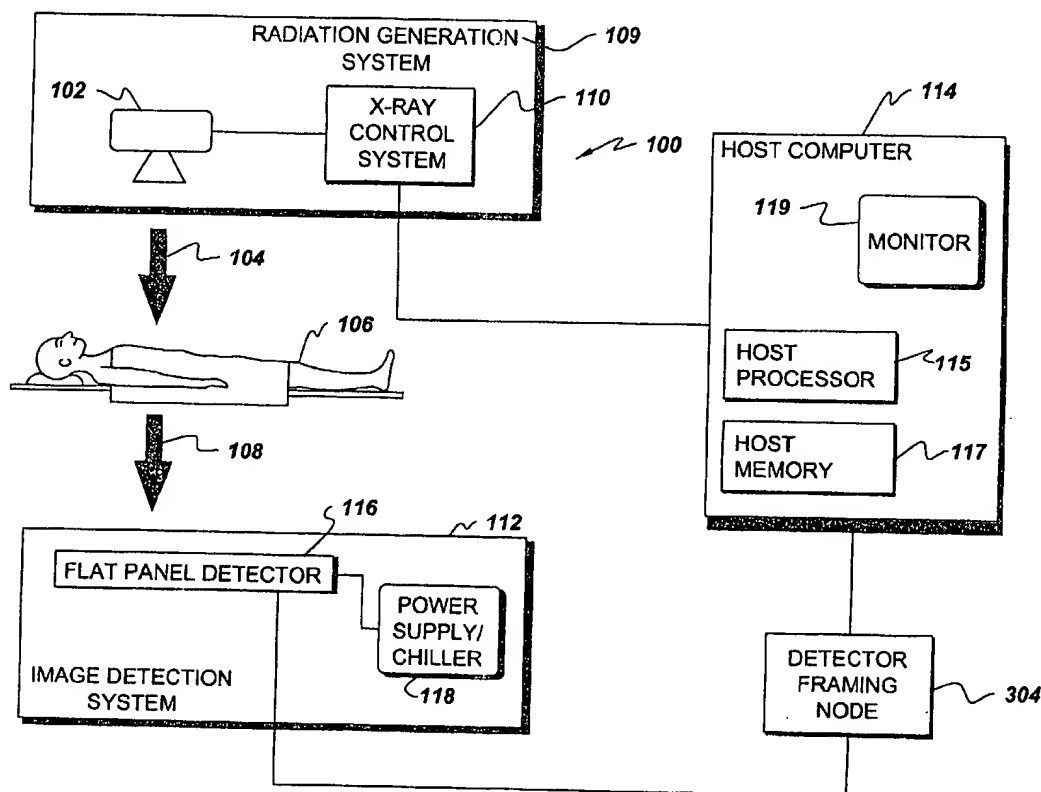 RADIATION GENERATION
SYSTEM
109
102
X-RAY
CONTROL
SYSTEM
110
100
114
HOST COMPUTER
119
MONITOR
104
106
HOST
PROCESSOR
115
108
HOST
MEMORY
117
116
112
FLAT PANEL DETECTOR
POWER
SUPPLY/
CHILLER
118
IMAGE DETECTION
SYSTEM
DETECTOR
FRAMING
NODE
304